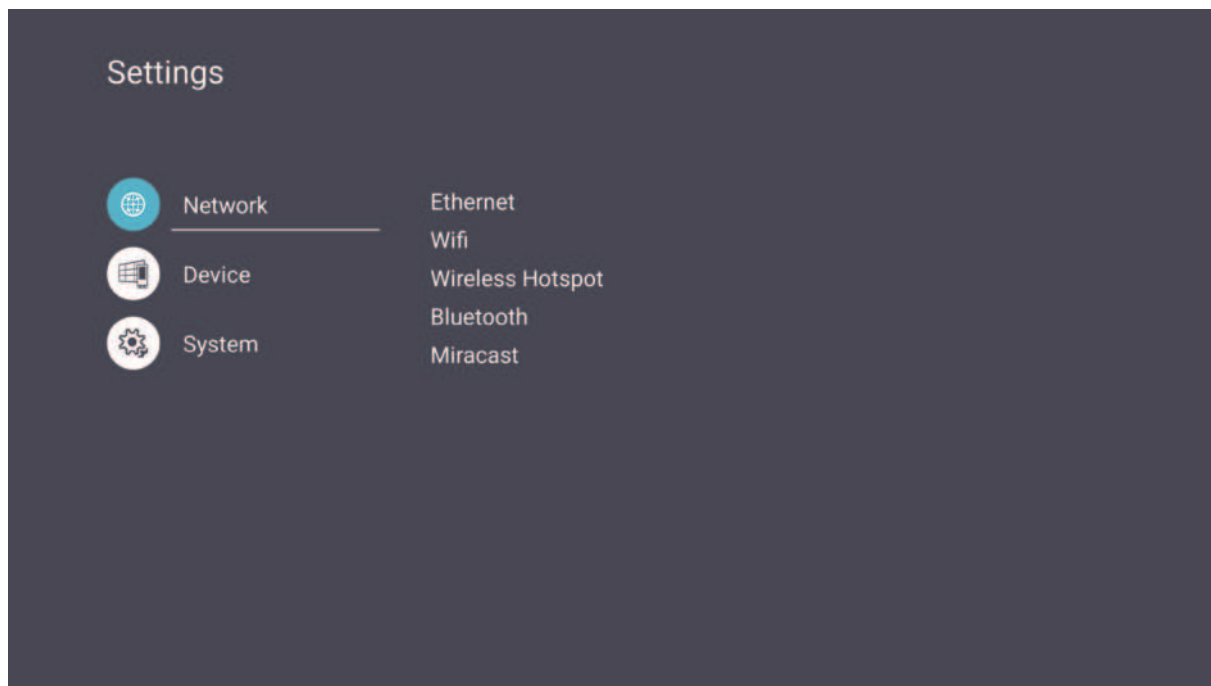 Settings
Network
Device
System
Ethernet
Wifi
Wireless Hotspot
Bluetooth
Miracast